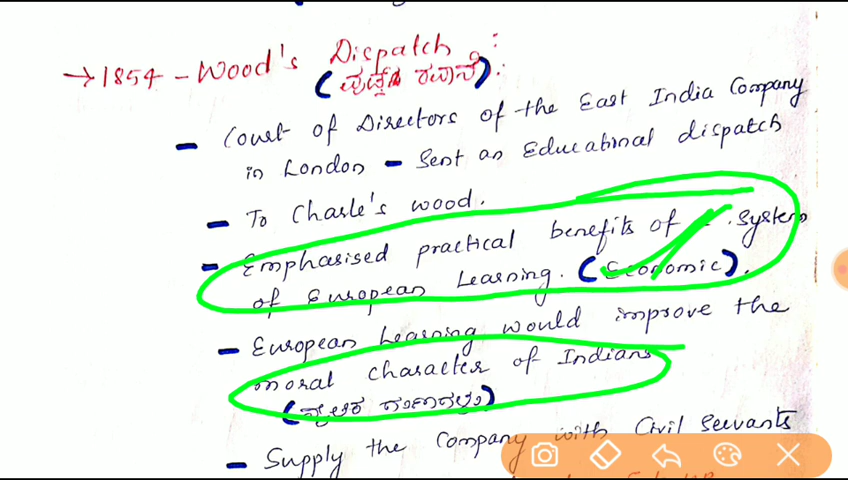 → 1854 - Wood's Dispatch :
(ವುಡ್ಸ್ ರವಾನೆ).
- Court of Directors of the East India Company
in London - Sent an Educational dispatch
- To Charle's wood.
- Emphasised practical benefits of system
of European Learning. (Economic).
- European Learning would improve the
moral character of Indians
(ನೈತಿಕ
- Supply the Company with Civil Servants